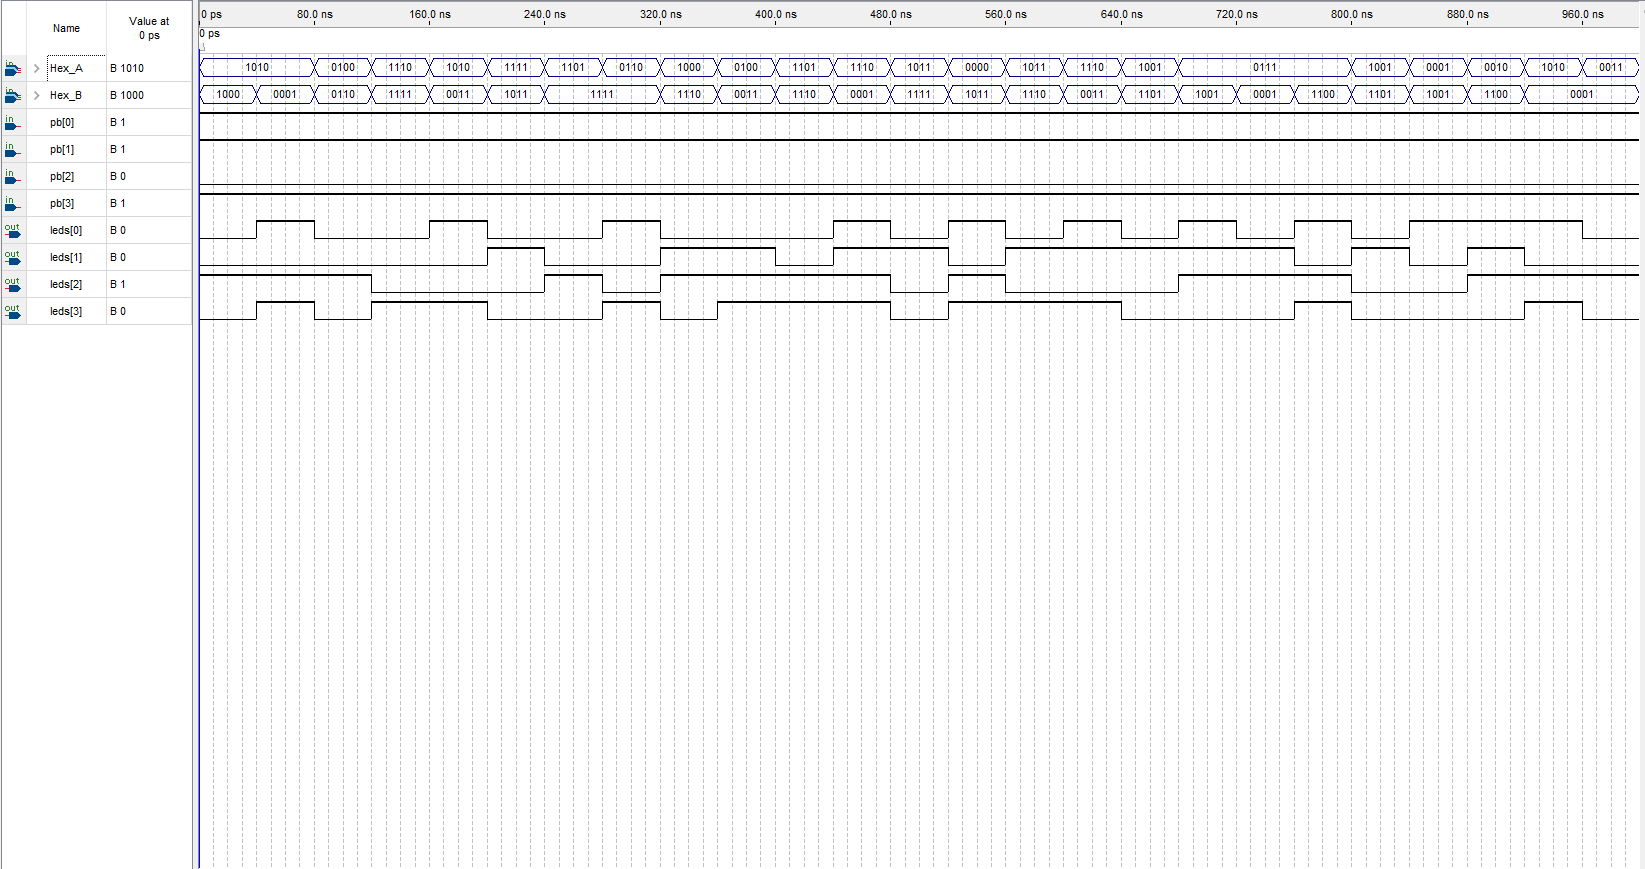 Name
Value at
0 ps
0 ps 80.0 ns 160.0 ns 240.0 ns 320.0 ns 400.0 ns 480.0 ns 560.0 ns 640.0 ns 720.0 ns 800.0 ns 880.0 ns 960.0 ns
0 ps
in > Hex_A B 1010 1010 0100 1110 1010 1111 1101 0110 1000 0100 1101 1110 1011 0000 1011 1110 1001 0111 1001 0001 0010 1010 0011
in > Hex_B B 1000 1000 0001 0110 1111 0011 1011 1111 1110 0011 1110 0001 1111 1011 1110 0011 1101 1001 0001 1100 1101 1001 1100 0001
in pb[0] B 1
in pb[1] B 1
in pb[2] B 0
in pb[3] B 1
out leds[0] B 0
out leds[1] B 0
out leds[2] B 1
out leds[3] B 0